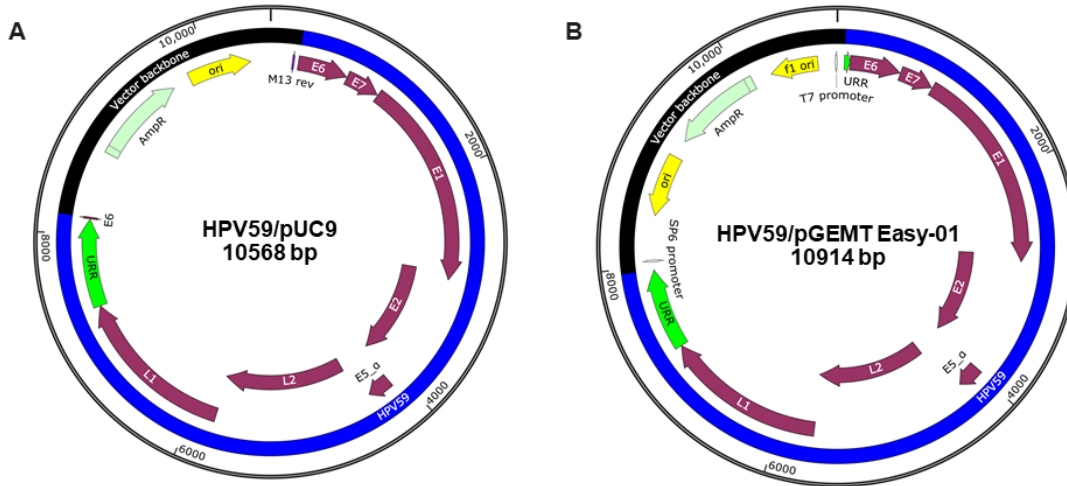 A
10,000
Vector backbone
ori
AmpR
M13 rev
E6
E7
E1
2000
E6
8000
URR
HPV59/pUC9
10568 bp
E2
E5_α
L2
L1
HPV59
4000
6000
B
10,000
Vector backbone
f1 ori
T7 promoter
URR
E6
E7
E1
2000
AmpR
ori
SP6 promoter
8000
URR
HPV59/pGEMT Easy-01
10914 bp
E2
E5_α
L2
L1
HPV59
4000
6000